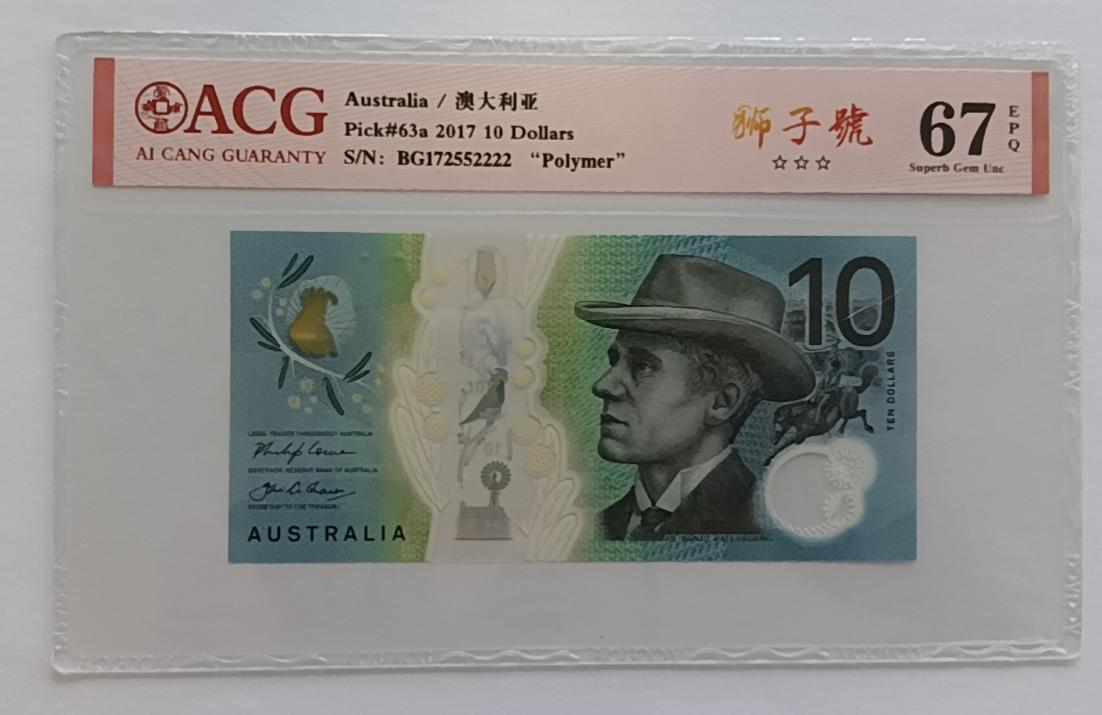 ACG
AI CANG GUARANTY
Australia / 澳大利亚
Pick#63a 2017 10 Dollars
S/N: BG172552222 “Polymer”
獅子號
☆☆☆
67
EPQ
Superb Gem Unc
10
TEN DOLLARS
LEGAL TENDER THROUGHOUT AUSTRALIA
GOVERNOR, RESERVE BANK OF AUSTRALIA
SECRETARY TO THE TREASURY
AUSTRALIA